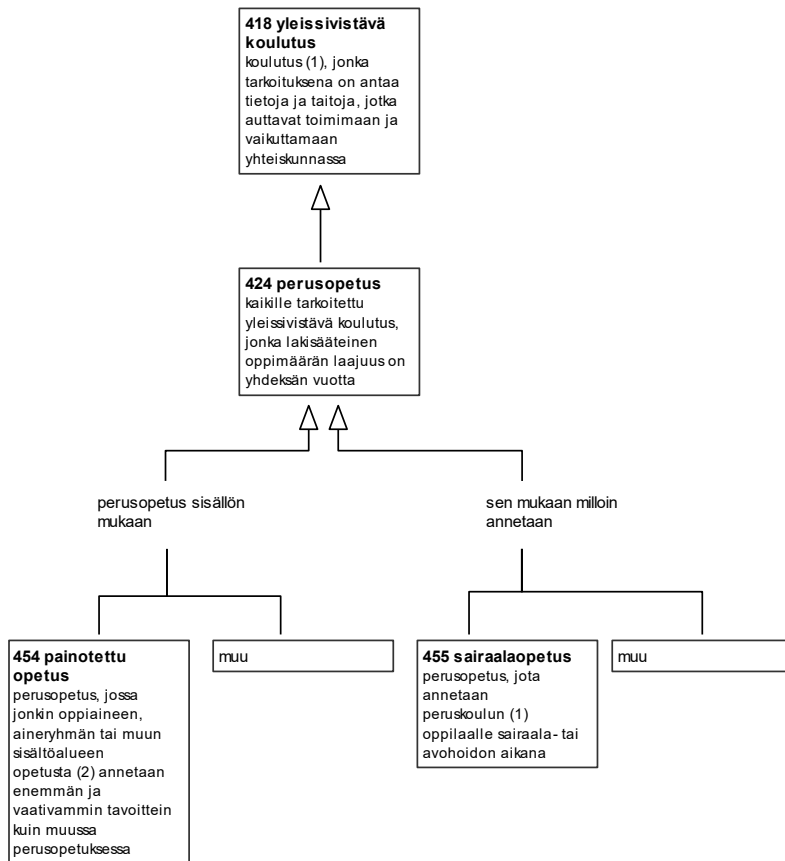 418 yleissivistävä
koulutus
koulutus (1), jonka
tarkoituksena on antaa
tietoja ja taitoja, jotka
auttavat toimimaan ja
vaikuttamaan
yhteiskunnassa
424 perusopetus
kaikille tarkoitettu
yleissivistävä koulutus,
jonka lakisääteinen
oppimäärän laajuus on
yhdeksän vuotta
perusopetus sisällön
mukaan
sen mukaan milloin
annetaan
454 painotettu
opetus
perusopetus, jossa
jonkin oppiaineen,
aineryhmän tai muun
sisältöalueen
opetusta (2) annetaan
enemmän ja
vaativammin tavoittein
kuin muussa
perusopetuksessa
muu
455 sairaalaopetus
perusopetus, jota
annetaan
peruskoulun (1)
oppilaalle sairaala- tai
avohoidon aikana
muu